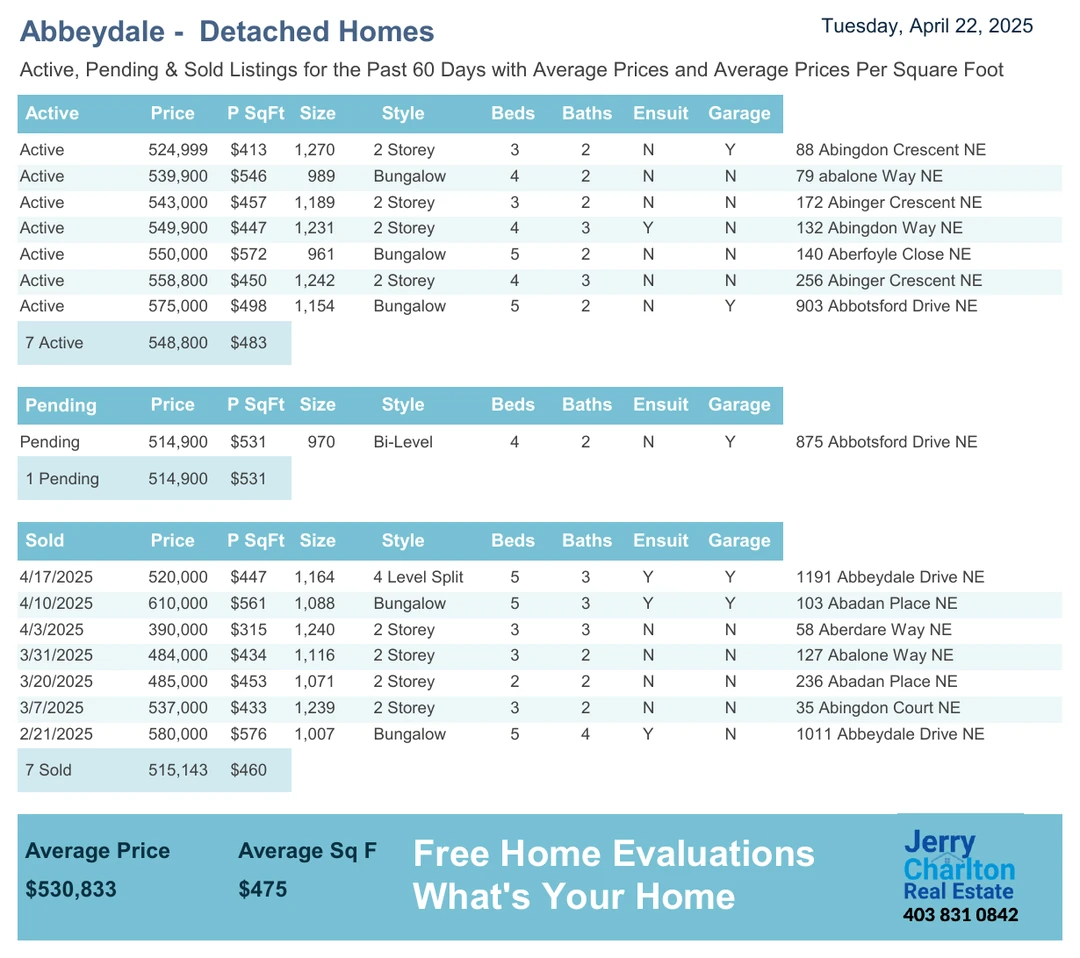 Abbeydale - Detached Homes
Tuesday, April 22, 2025
Active, Pending & Sold Listings for the Past 60 Days with Average Prices and Average Prices Per Square Foot
Active Price P SqFt Size Style Beds Baths Ensuit Garage
Active 524,999 $413 1,270 2 Storey 3 2 N Y 88 Abingdon Crescent NE
Active 539,900 $546 989 Bungalow 4 2 N N 79 abalone Way NE
Active 543,000 $457 1,189 2 Storey 3 2 N N 172 Abinger Crescent NE
Active 549,900 $447 1,231 2 Storey 4 3 Y N 132 Abingdon Way NE
Active 550,000 $572 961 Bungalow 5 2 N N 140 Aberfoyle Close NE
Active 558,800 $450 1,242 2 Storey 4 3 N N 256 Abinger Crescent NE
Active 575,000 $498 1,154 Bungalow 5 2 N Y 903 Abbotsford Drive NE
7 Active 548,800 $483
Pending Price P SqFt Size Style Beds Baths Ensuit Garage
Pending 514,900 $531 970 Bi-Level 4 2 N Y 875 Abbotsford Drive NE
1 Pending 514,900 $531
Sold Price P SqFt Size Style Beds Baths Ensuit Garage
4/17/2025 520,000 $447 1,164 4 Level Split 5 3 Y Y 1191 Abbeydale Drive NE
4/10/2025 610,000 $561 1,088 Bungalow 5 3 Y Y 103 Abadan Place NE
4/3/2025 390,000 $315 1,240 2 Storey 3 3 N N 58 Aberdare Way NE
3/31/2025 484,000 $434 1,116 2 Storey 3 2 N N 127 Abalone Way NE
3/20/2025 485,000 $453 1,071 2 Storey 2 2 N N 236 Abadan Place NE
3/7/2025 537,000 $433 1,239 2 Storey 3 2 N N 35 Abingdon Court NE
2/21/2025 580,000 $576 1,007 Bungalow 5 4 Y N 1011 Abbeydale Drive NE
7 Sold 515,143 $460
Average Price Average Sq F
$530,833 $475
Free Home Evaluations
What's Your Home
Jerry
Charlton
Real Estate
403 831 0842